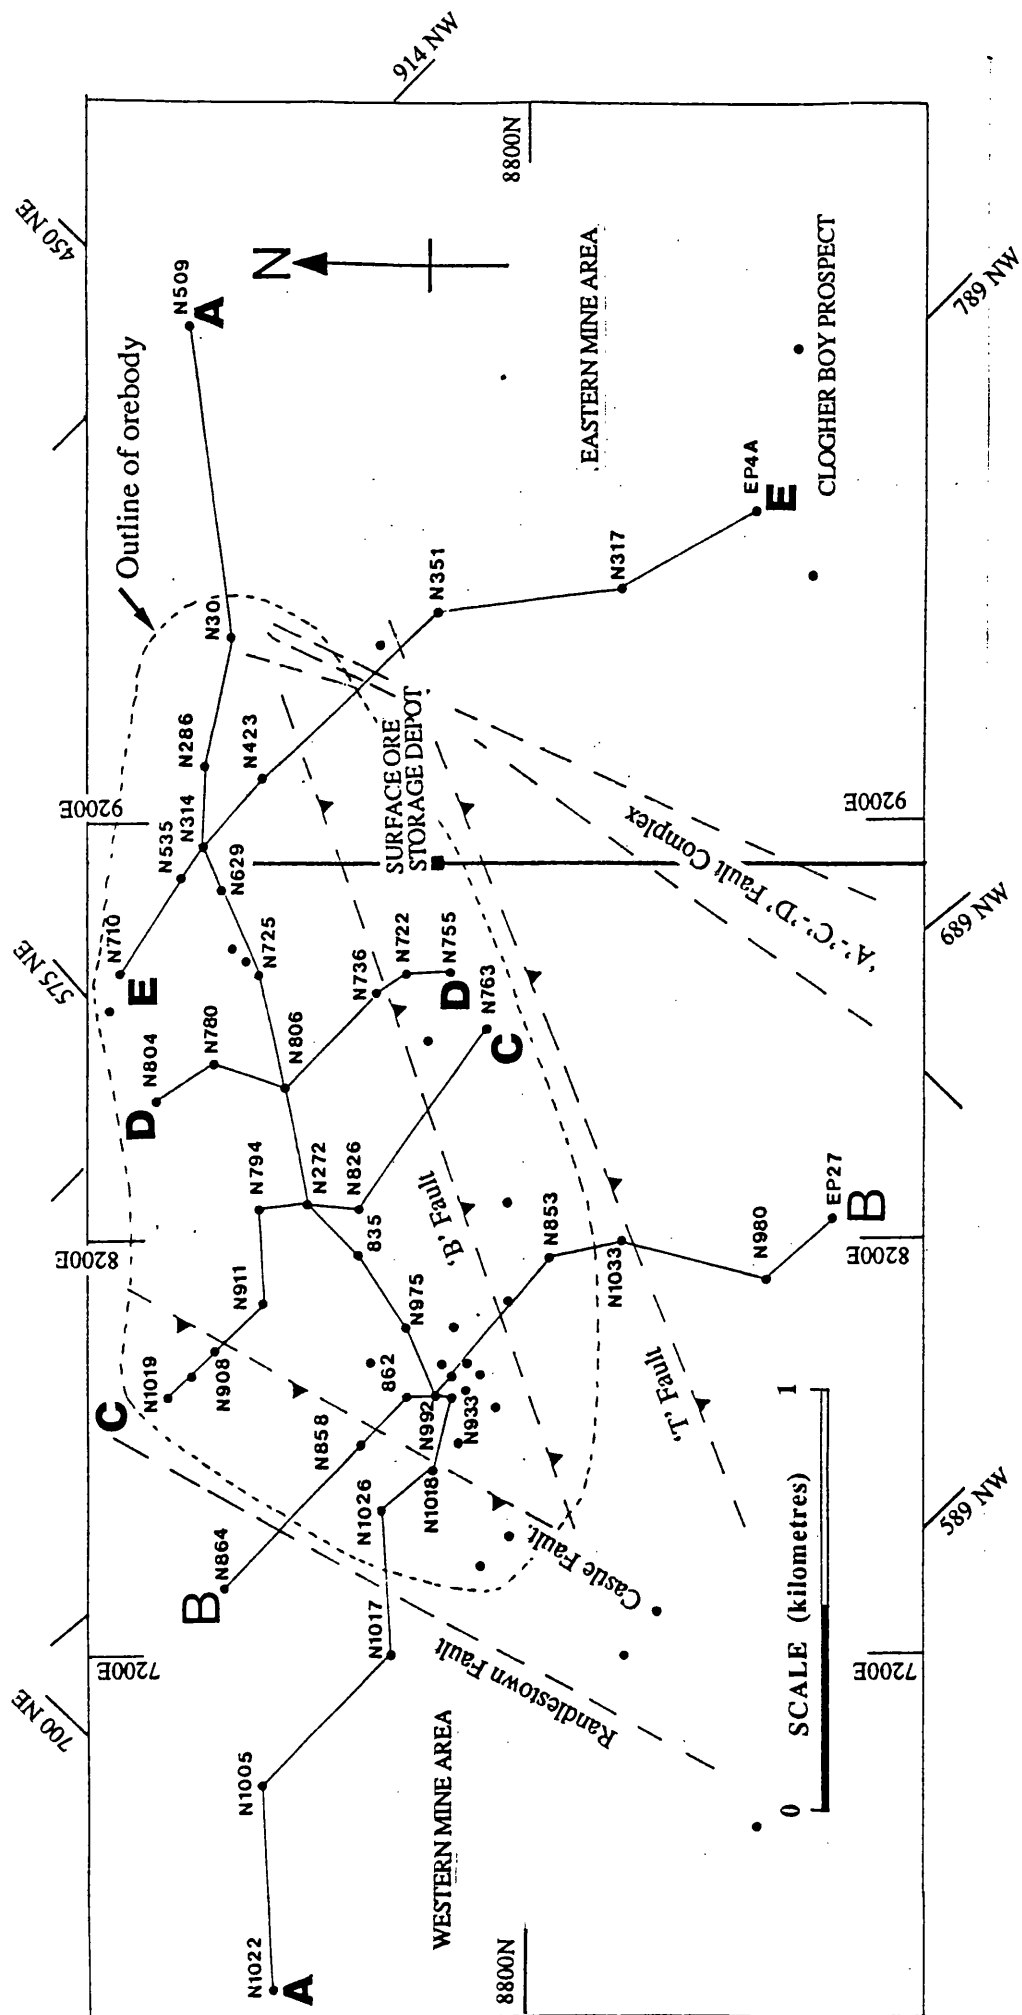 450 NE
914 NW
N509
A
N
Outline of orebody
8800N
EASTERN MINE AREA
789 NW
CLOGHER BOY PROSPECT
N30
N286
N314
N423
N351
N317
EP4A
E
9200E
N535
N629
SURFACE ORE
STORAGE DEPOT
9200E
'A'-'C'-'D' Fault Complex
689 NW
575 NE
N710
E
N725
N736
N722
N755
D
N763
C
N804
D
N780
N806
N794
N272
N826
835
'B' Fault
N853
N1033
N980
EP27
B
8200E
8200E
N911
N975
N1019
N908
862
C
N858
N992
N933
'T' Fault
N1018
N1026
N864
B
Castle Fault
N1017
Randlestown Fault
7200E
7200E
589 NW
700 NE
N1005
WESTERN MINE AREA
N1022
A
8800N
0
1
SCALE (kilometres)